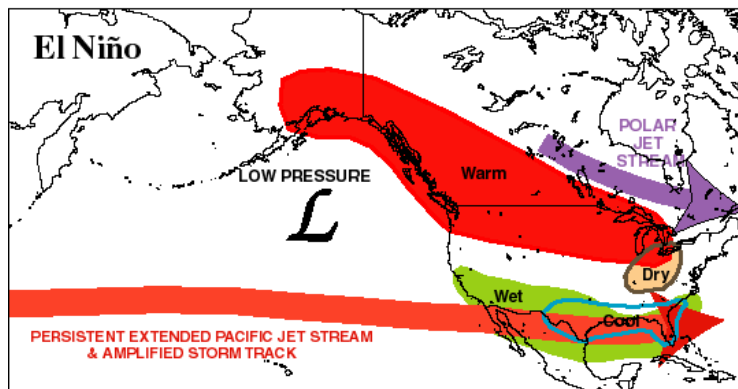 El Niño
POLAR
JET
STREAM
LOW PRESSURE
L
Warm
Dry
Wet
Cool
PERSISTENT EXTENDED PACIFIC JET STREAM
& AMPLIFIED STORM TRACK